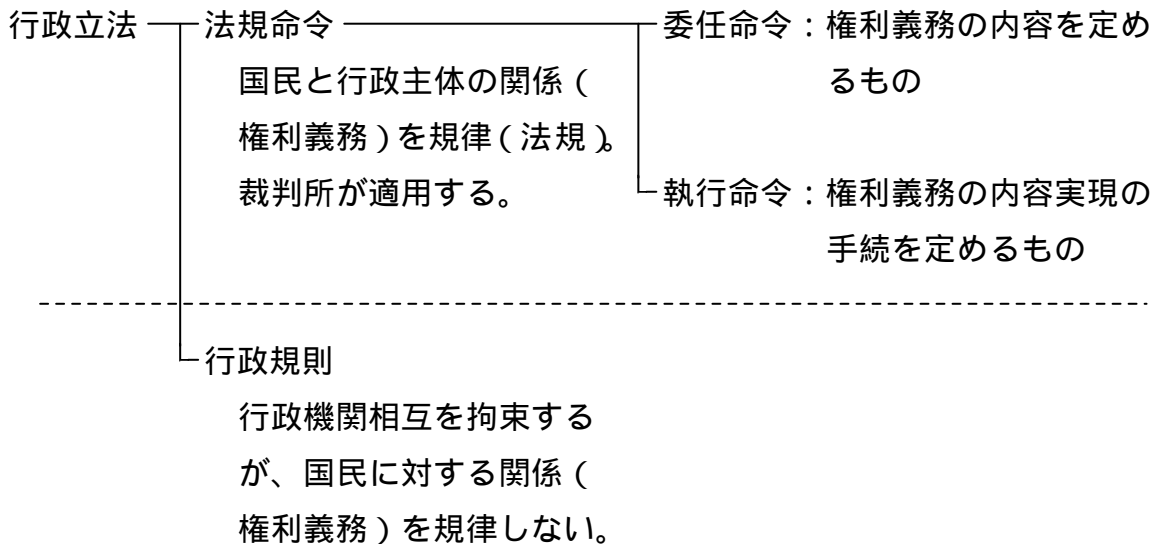 行政立法 法規命令 委任命令：権利義務の内容を定め
国民と行政主体の関係（ るもの
権利義務）を規律（法規）。
裁判所が適用する。 執行命令：権利義務の内容実現の
手続を定めるもの
行政規則
行政機関相互を拘束する
が、国民に対する関係（
権利義務）を規律しない。